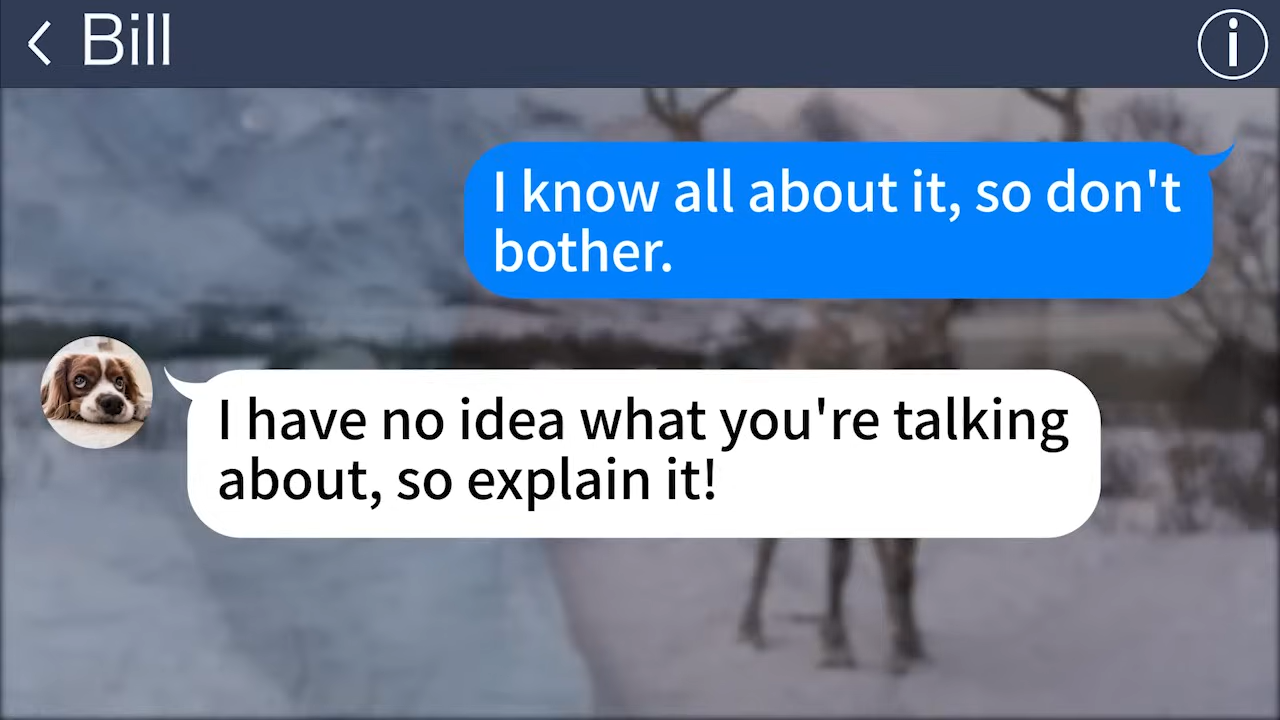 Bill
I know all about it, so don't
bother.
I have no idea what you're talking
about, so explain it!